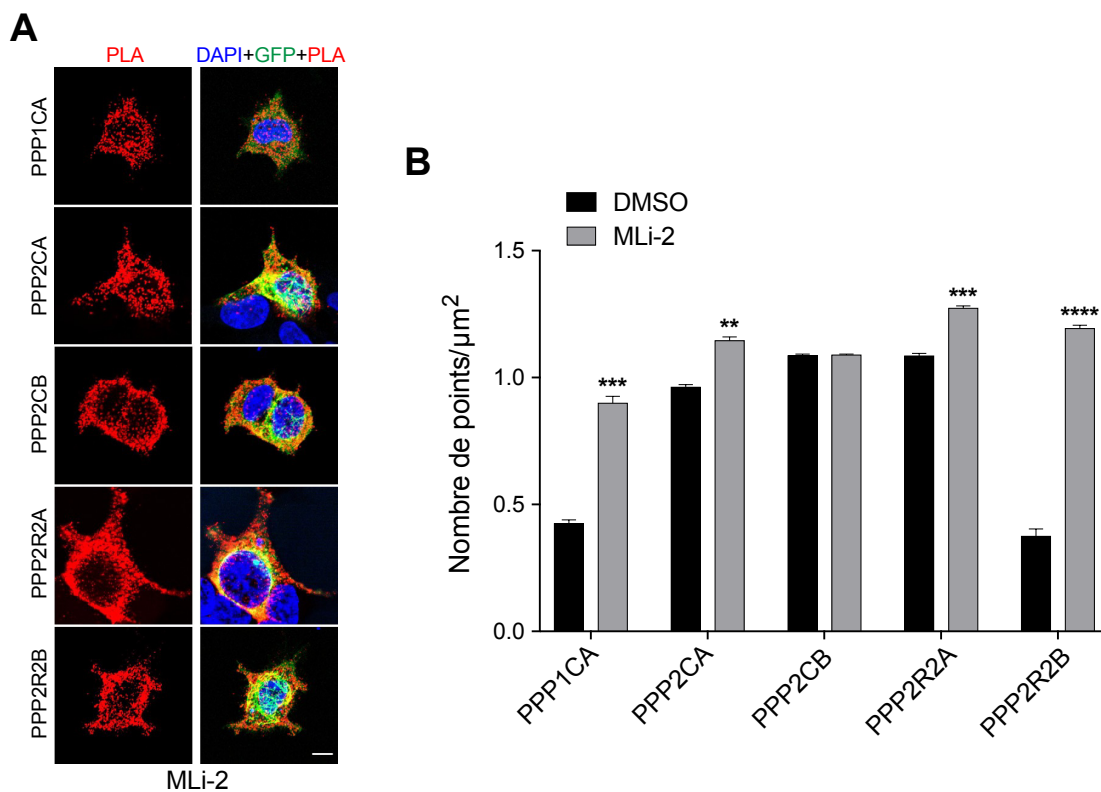 A
PLA
DAPI+GFP+PLA
PPP1CA
PPP2CA
PPP2CB
PPP2R2A
PPP2R2B
MLi-2
B
DMSO
MLi-2
Nombre de points/µm²
1.5
1.0
0.5
0.0
***
**
***
****
PPP1CA
PPP2CA
PPP2CB
PPP2R2A
PPP2R2B